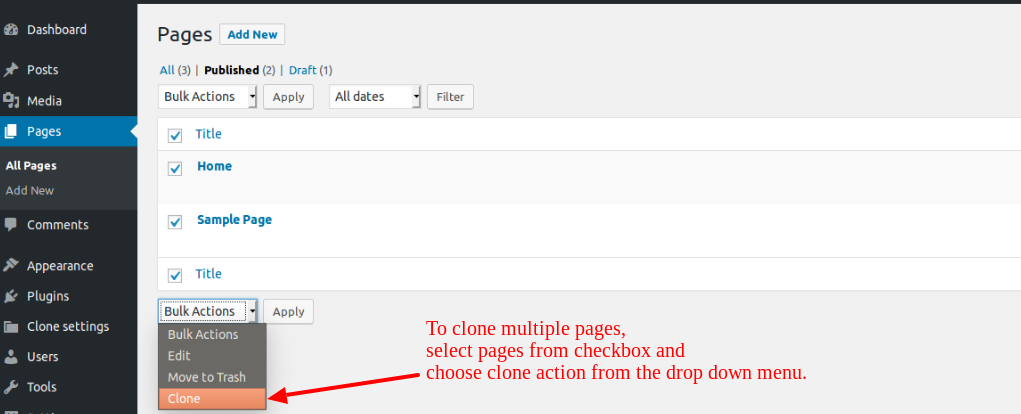 Dashboard
Posts
Media
Pages
All Pages
Add New
Comments
Appearance
Plugins
Clone settings
Users
Tools
Pages Add New
All (3) | Published (2) | Draft (1)
Bulk Actions Apply All dates Filter
Title
Home
Sample Page
Title
Bulk Actions Apply
Bulk Actions
Edit
Move to Trash
Clone
To clone multiple pages,
select pages from checkbox and
choose clone action from the drop down menu.